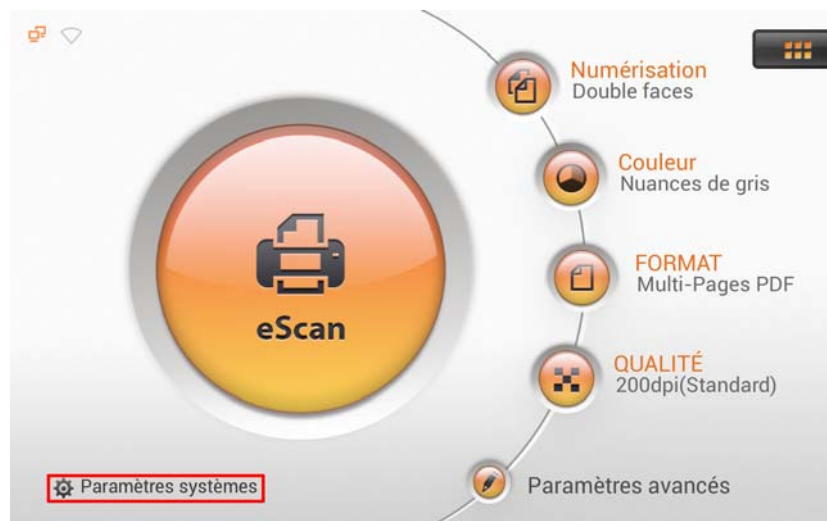 Numérisation
Double faces
Couleur
Nuances de gris
FORMAT
Multi-Pages PDF
eScan
QUALITÉ
200dpi(Standard)
Paramètres systèmes
Paramètres avancés